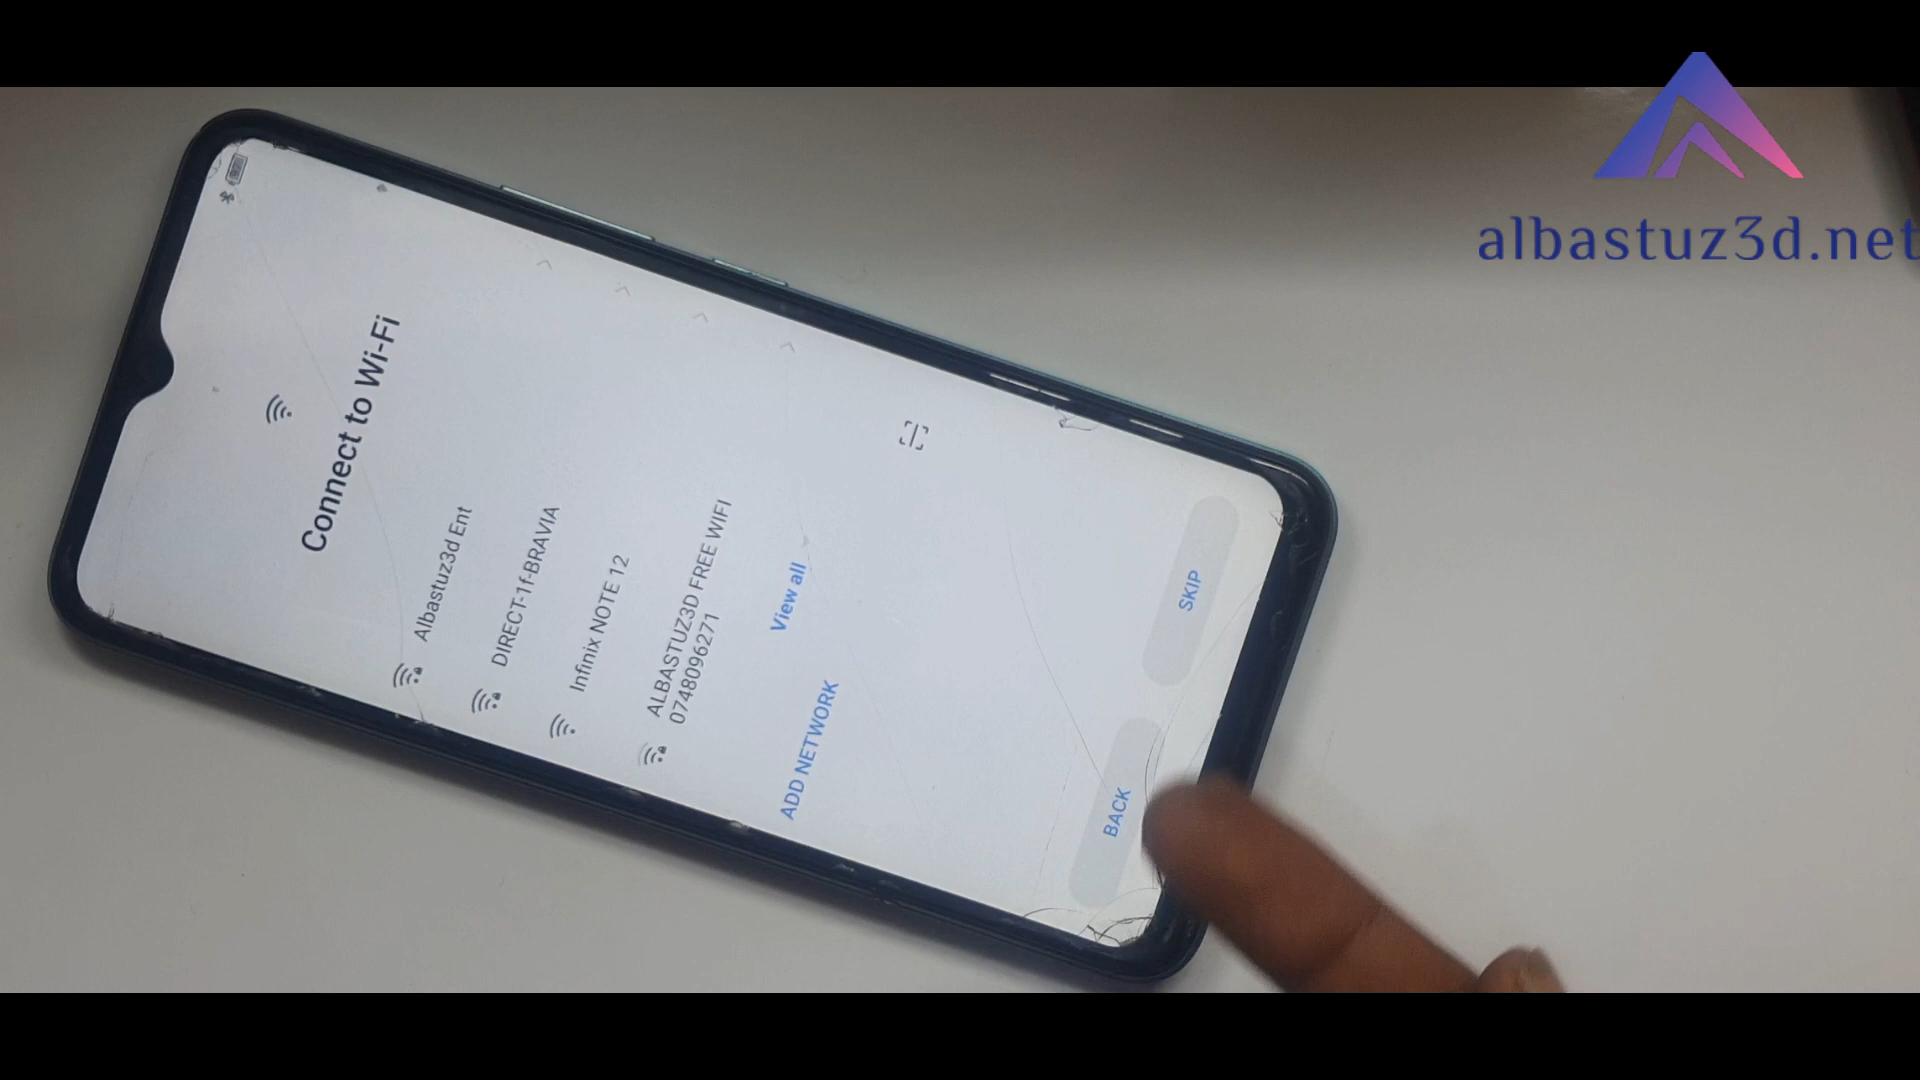 albastuz3d.net
Connect to Wi-Fi
Albastuz3d Ent
DIRECT-1f-BRAVIA
Infinix NOTE 12
ALBASTUZ3D FREE WIFI
0748096271
View all
ADD NETWORK
BACK
SKIP